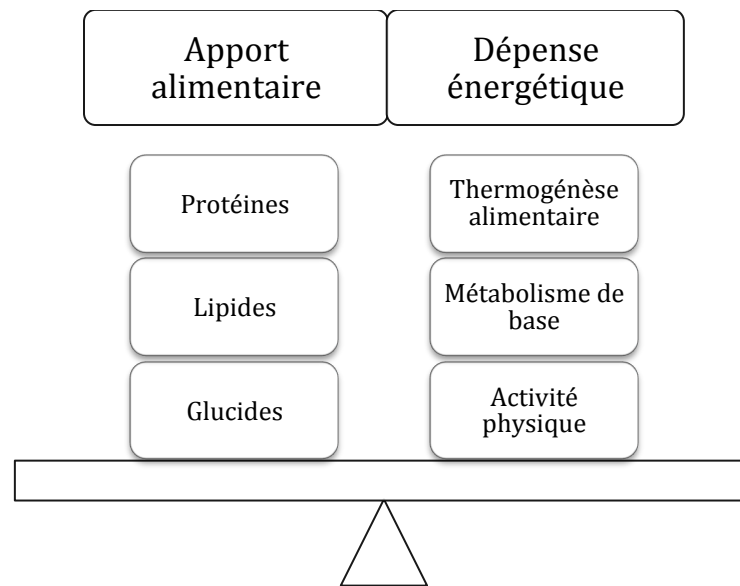 Apport
alimentaire
Dépense
énergétique
Protéines
Thermogénèse
alimentaire
Lipides
Métabolisme de
base
Glucides
Activité
physique